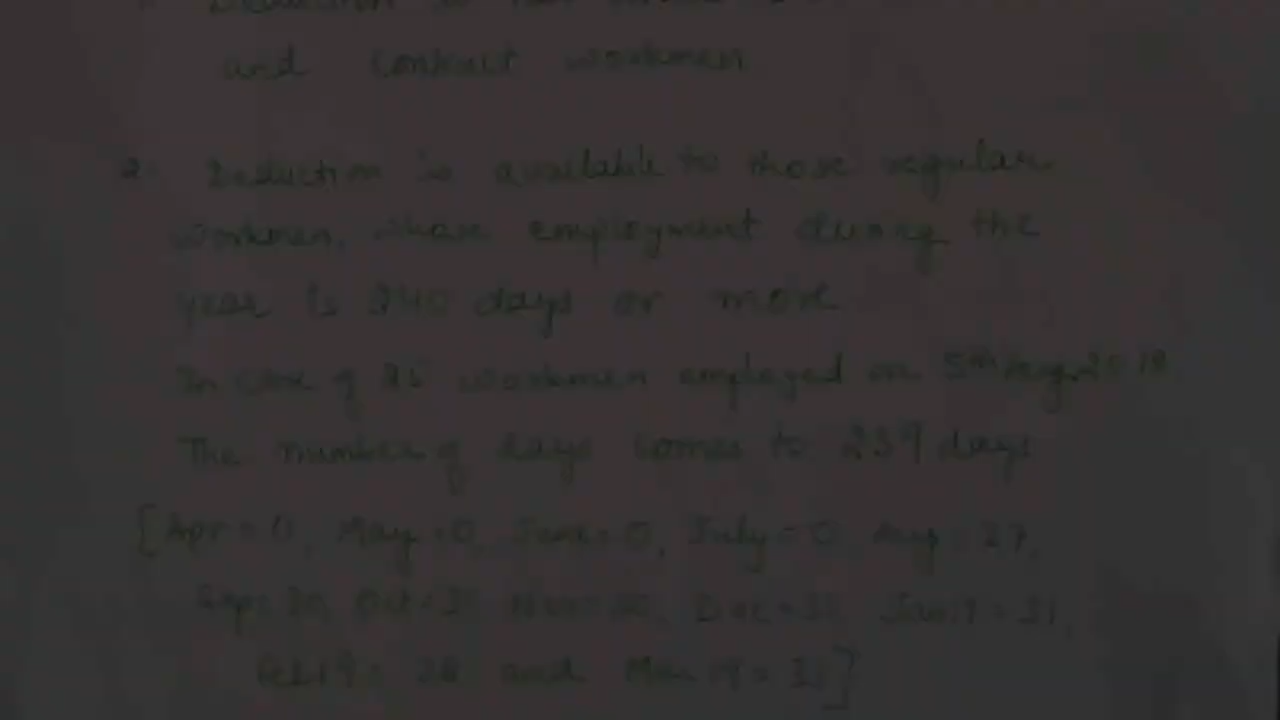 and contract workmen
2. Deduction is available to those regular
workmen, whose employment during the
year is 240 days or more
In case of workmen employed on 5th Aug 2018
The number of days comes to 239 days
[Apr = 0, May = 0, June = 0, July = 0, Aug = 27,
Sep = 30, Oct = 31, Nov = 30, Dec = 31, Jan 19 = 31,
Feb 19 = 28 and Mar 19 = 31]